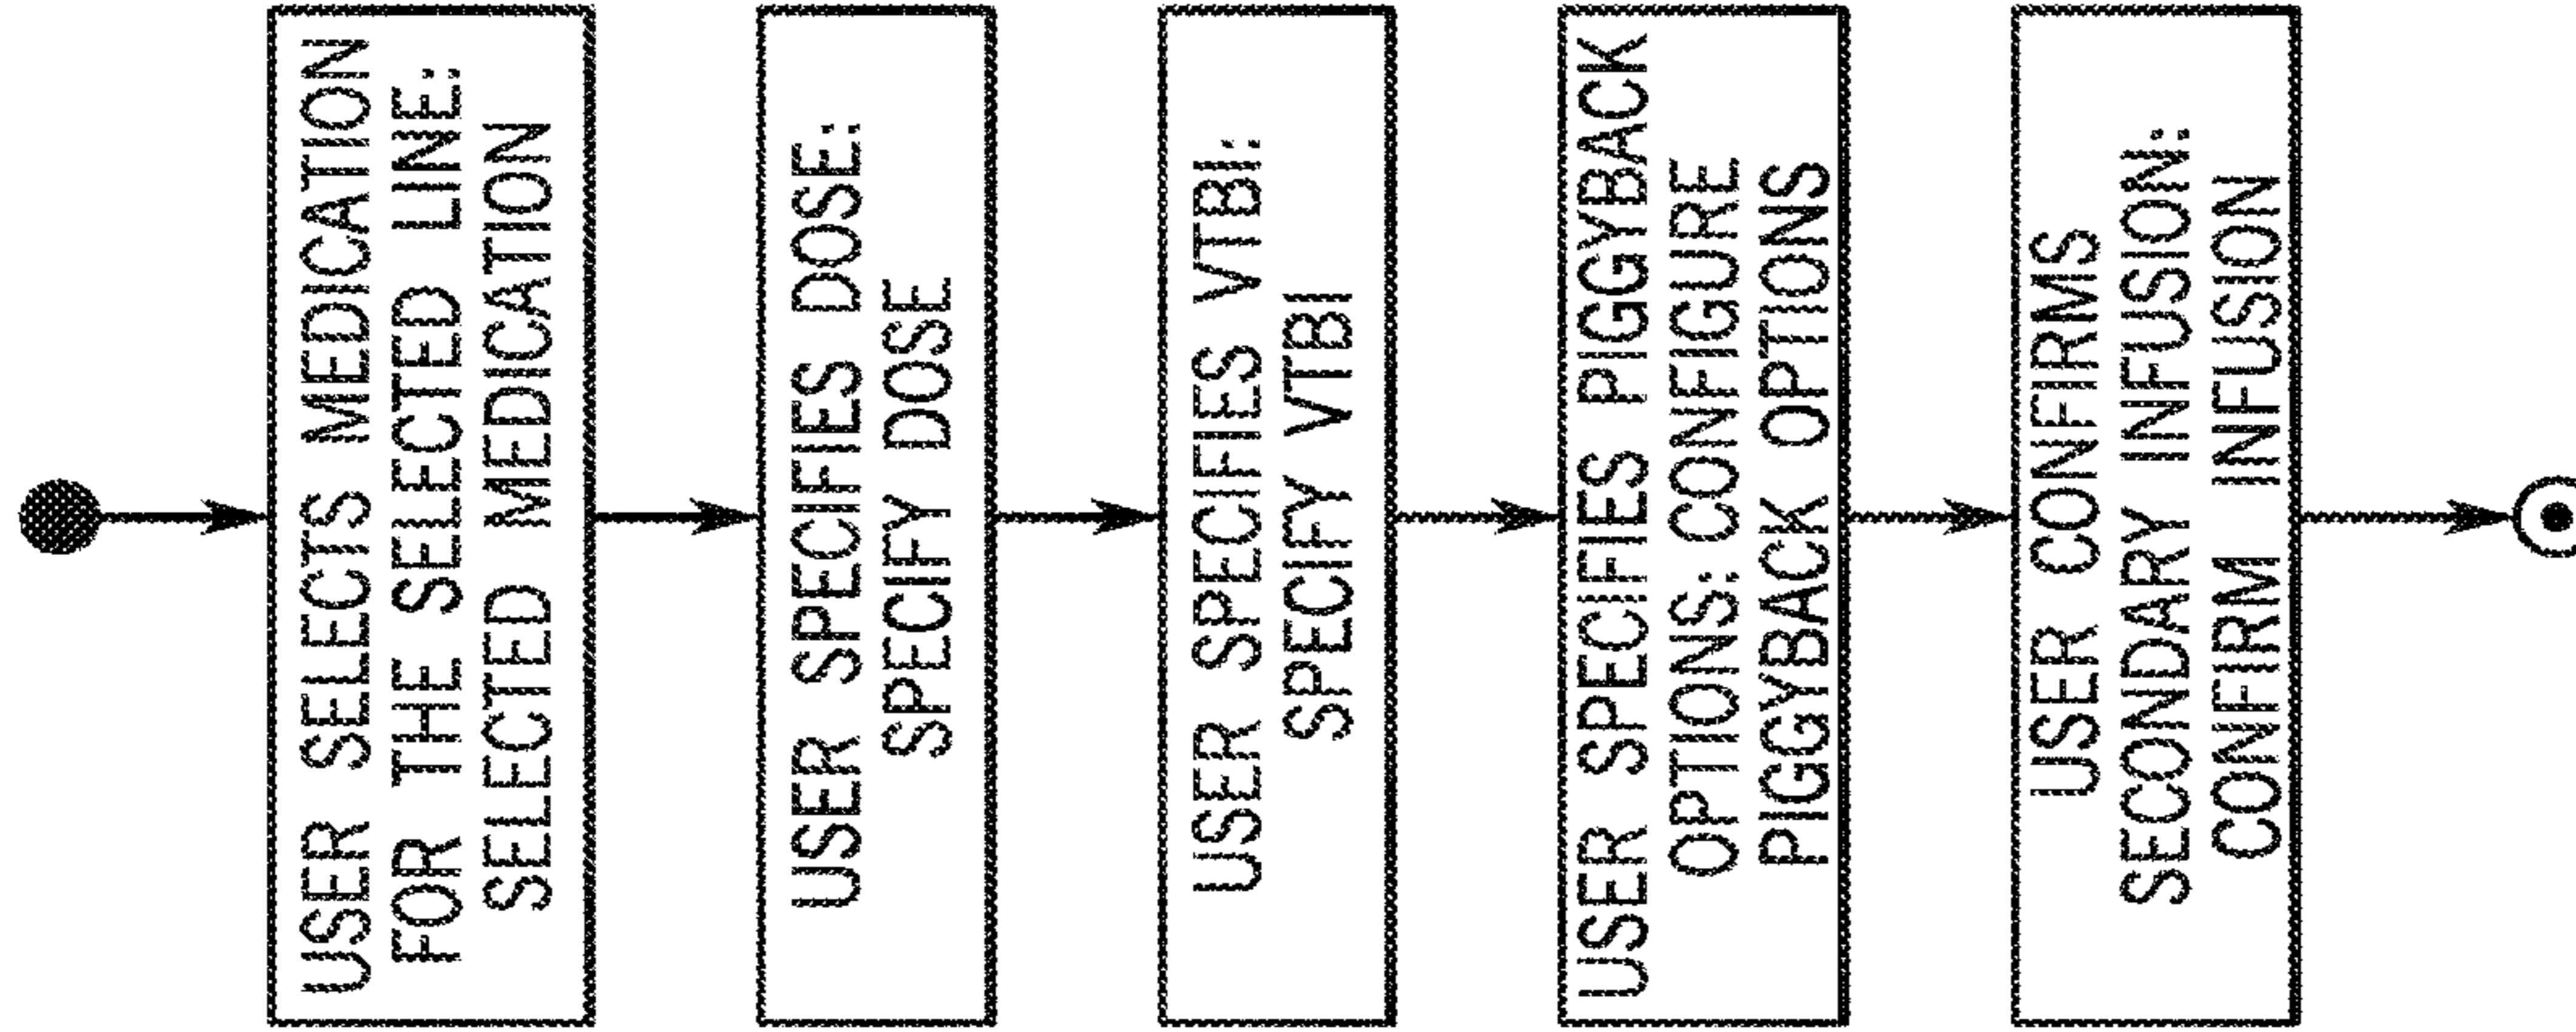 USER SELECTS MEDICATION
FOR THE SELECTED LINE:
SELECTED MEDICATION
USER SPECIFIES DOSE:
SPECIFY DOSE
USER SPECIFIES VTBI:
SPECIFY VTBI
USER SPECIFIES PIGGYBACK
OPTIONS: CONFIGURE
PIGGYBACK OPTIONS
USER CONFIRMS
SECONDARY INFUSION:
CONFIRM INFUSION